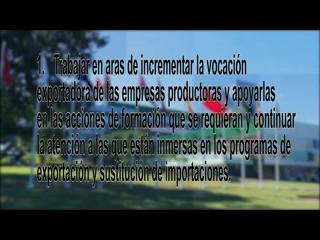 1. Trabajar en aras de incrementar la vocación
exportadora de las empresas productoras y apoyarlas
en las acciones de formación que se requieran y continuar
la atención a las que están inmersas en los programas de
exportación y sustitución de importaciones.